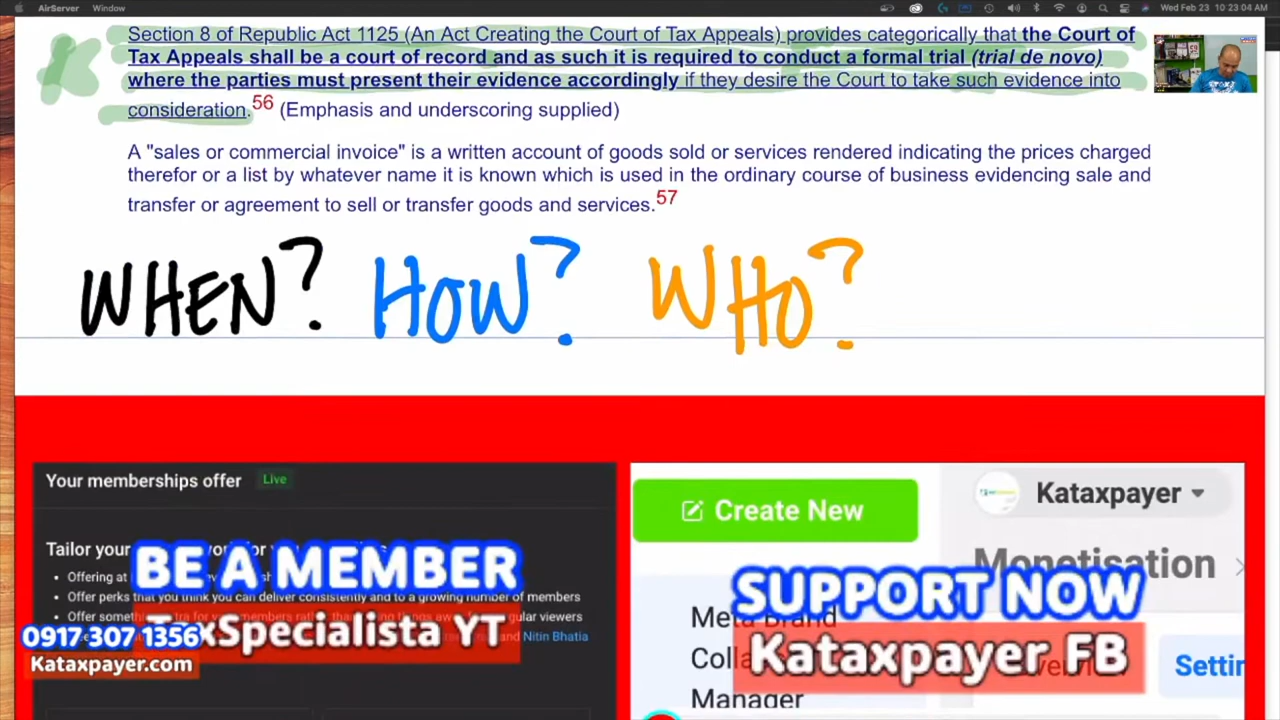 AirServer Window Wed Feb 23 10:23:04 AM
Section 8 of Republic Act 1125 (An Act Creating the Court of Tax Appeals) provides categorically that the Court of
Tax Appeals shall be a court of record and as such it is required to conduct a formal trial (trial de novo)
where the parties must present their evidence accordingly if they desire the Court to take such evidence into
consideration.56 (Emphasis and underscoring supplied)
A "sales or commercial invoice" is a written account of goods sold or services rendered indicating the prices charged
therefor or a list by whatever name it is known which is used in the ordinary course of business evidencing sale and
transfer or agreement to sell or transfer goods and services.57
WHEN? HOW? WHO?
Your memberships offer Live
Tailor your
BE A MEMBER
Offering at
Offer perks that you think you can deliver consistently and to a growing number of members
viewers
0917 307 1356
TaxSpecialista YT
and Nitin Bhatia
Kataxpayer.com
Create New
Kataxpayer
Monetisation
SUPPORT NOW
Meta Brand
Kataxpayer FB
Settin
Manager